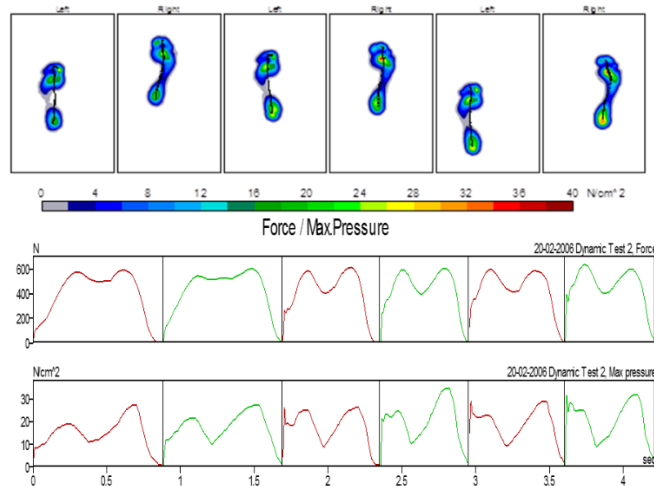 Left Right Left Right Left Right
0 4 8 12 16 20 24 28 32 36 40 N/cm^2
Force / Max.Pressure
N 20-02-2006 Dynamic Test 2, Force
600
400
200
0
N/cm^2 20-02-2006 Dynamic Test 2, Max pressure
30
20
10
0
sec
0 0.5 1 1.5 2 2.5 3 3.5 4